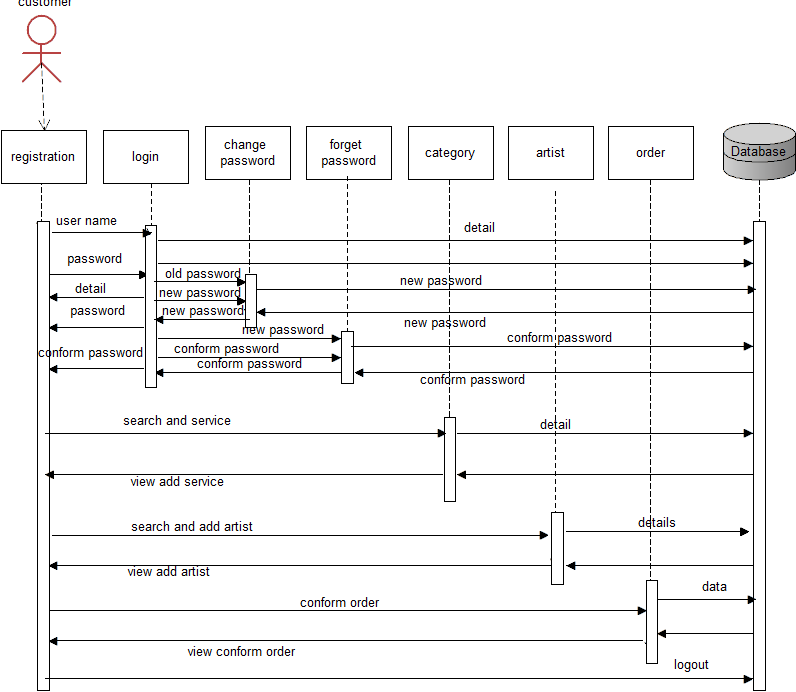 customer
registration
login
change
password
forget
password
category
artist
order
Database
user name
detail
password
old password
new password
detail
new password
password
new password
new password
new password
conform password
conform password
conform password
conform password
conform password
search and service
detail
view add service
search and add artist
details
view add artist
data
conform order
view conform order
logout